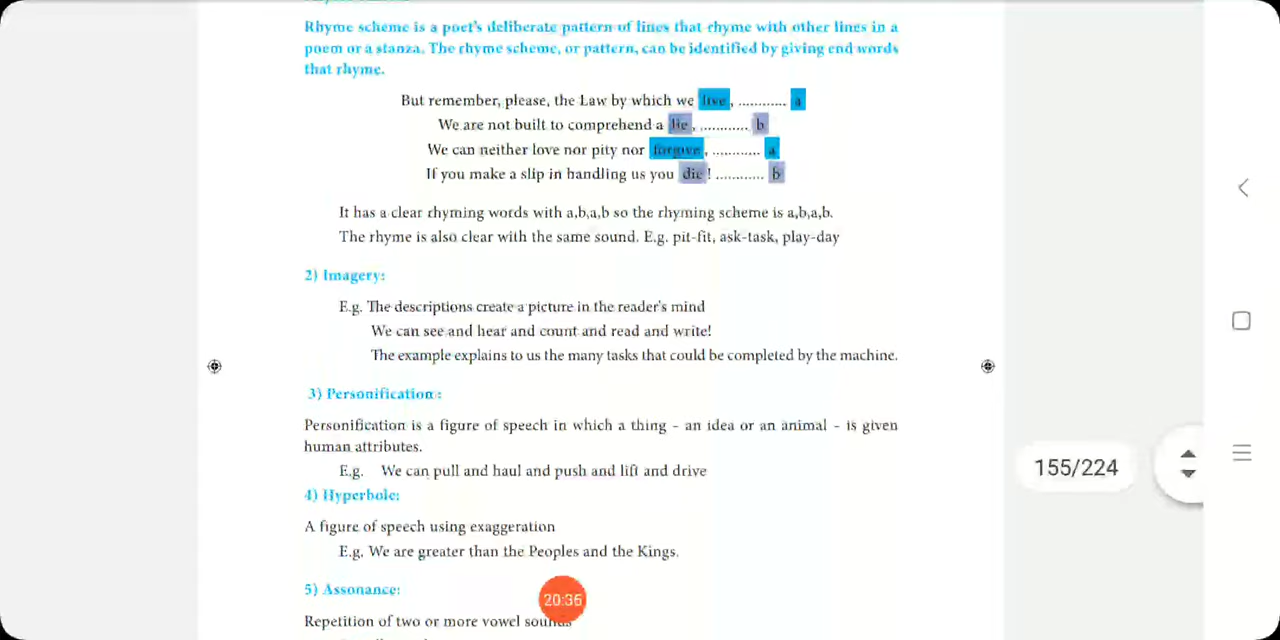 Rhyme scheme is a poet's deliberate pattern of lines that rhyme with other lines in a
poem or a stanza. The rhyme scheme, or pattern, can be identified by giving end words
that rhyme.
But remember, please, the Law by which we live, ............ a
We are not built to comprehend a lie, ............ b
We can neither love nor pity nor forgive, ............ a
If you make a slip in handling us you die! ............ b
It has a clear rhyming words with a,b,a,b so the rhyming scheme is a,b,a,b.
The rhyme is also clear with the same sound. E.g. pit-fit, ask-task, play-day
2) Imagery:
E.g. The descriptions create a picture in the reader's mind
We can see and hear and count and read and write!
The example explains to us the many tasks that could be completed by the machine.
3) Personification:
Personification is a figure of speech in which a thing - an idea or an animal - is given
human attributes.
E.g. We can pull and haul and push and lift and drive
155/224
4) Hyperbole:
A figure of speech using exaggeration
E.g. We are greater than the Peoples and the Kings.
5) Assonance:
20:36
Repetition of two or more vowel sounds